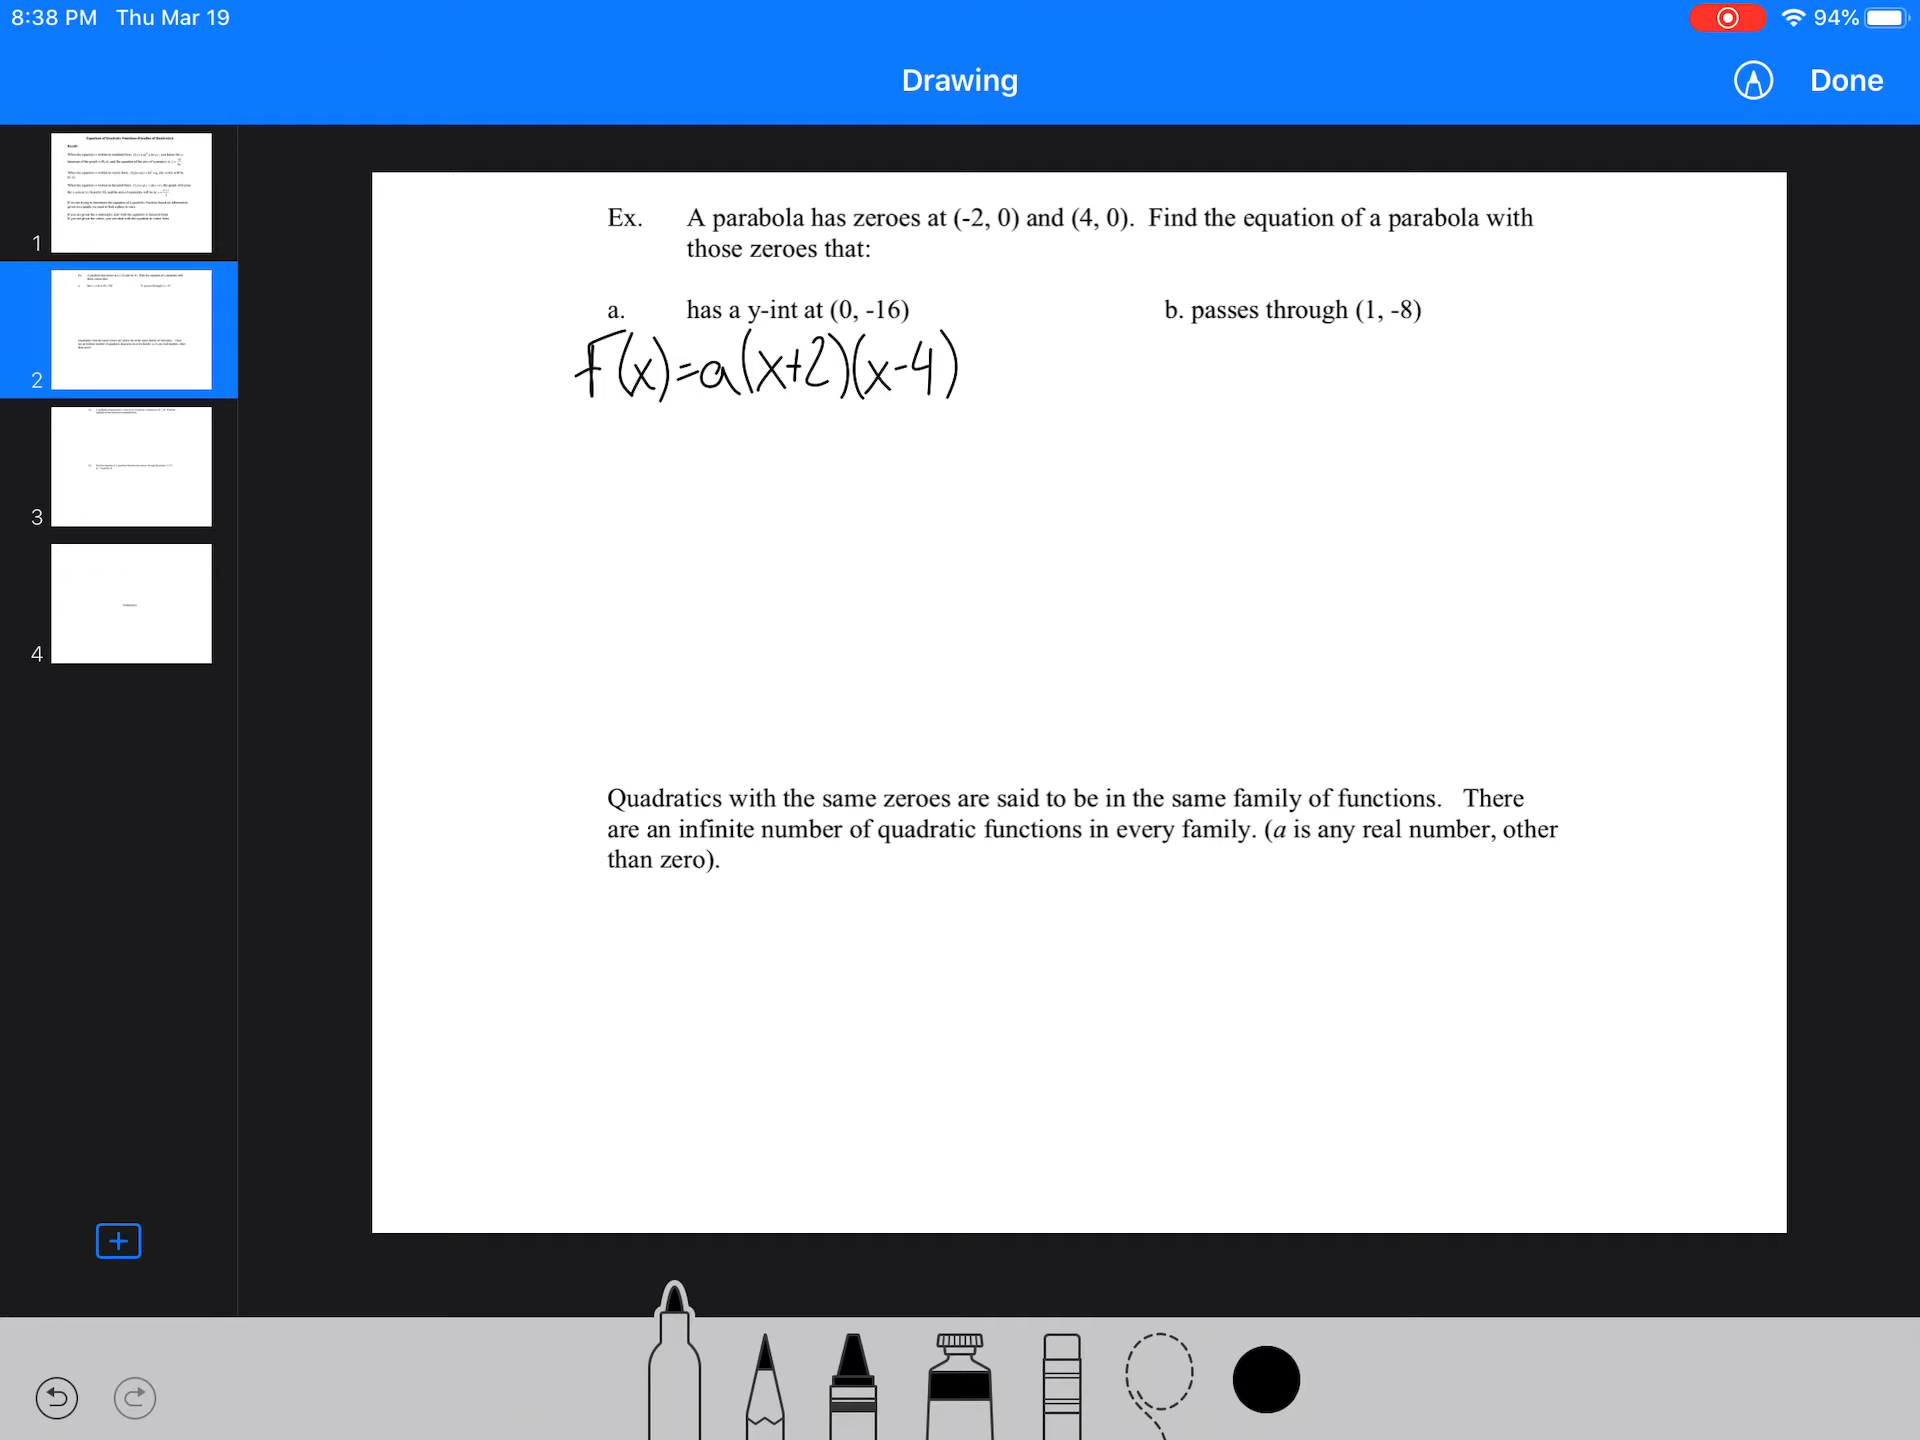 8:38 PM Thu Mar 19
94%
Drawing
Done
1
2
3
4
Ex. A parabola has zeroes at (-2, 0) and (4, 0). Find the equation of a parabola with
those zeroes that:
a. has a y-int at (0, -16)
b. passes through (1, -8)
f(x)=a(x+2)(x-4)
Quadratics with the same zeroes are said to be in the same family of functions. There
are an infinite number of quadratic functions in every family. (a is any real number, other
than zero).